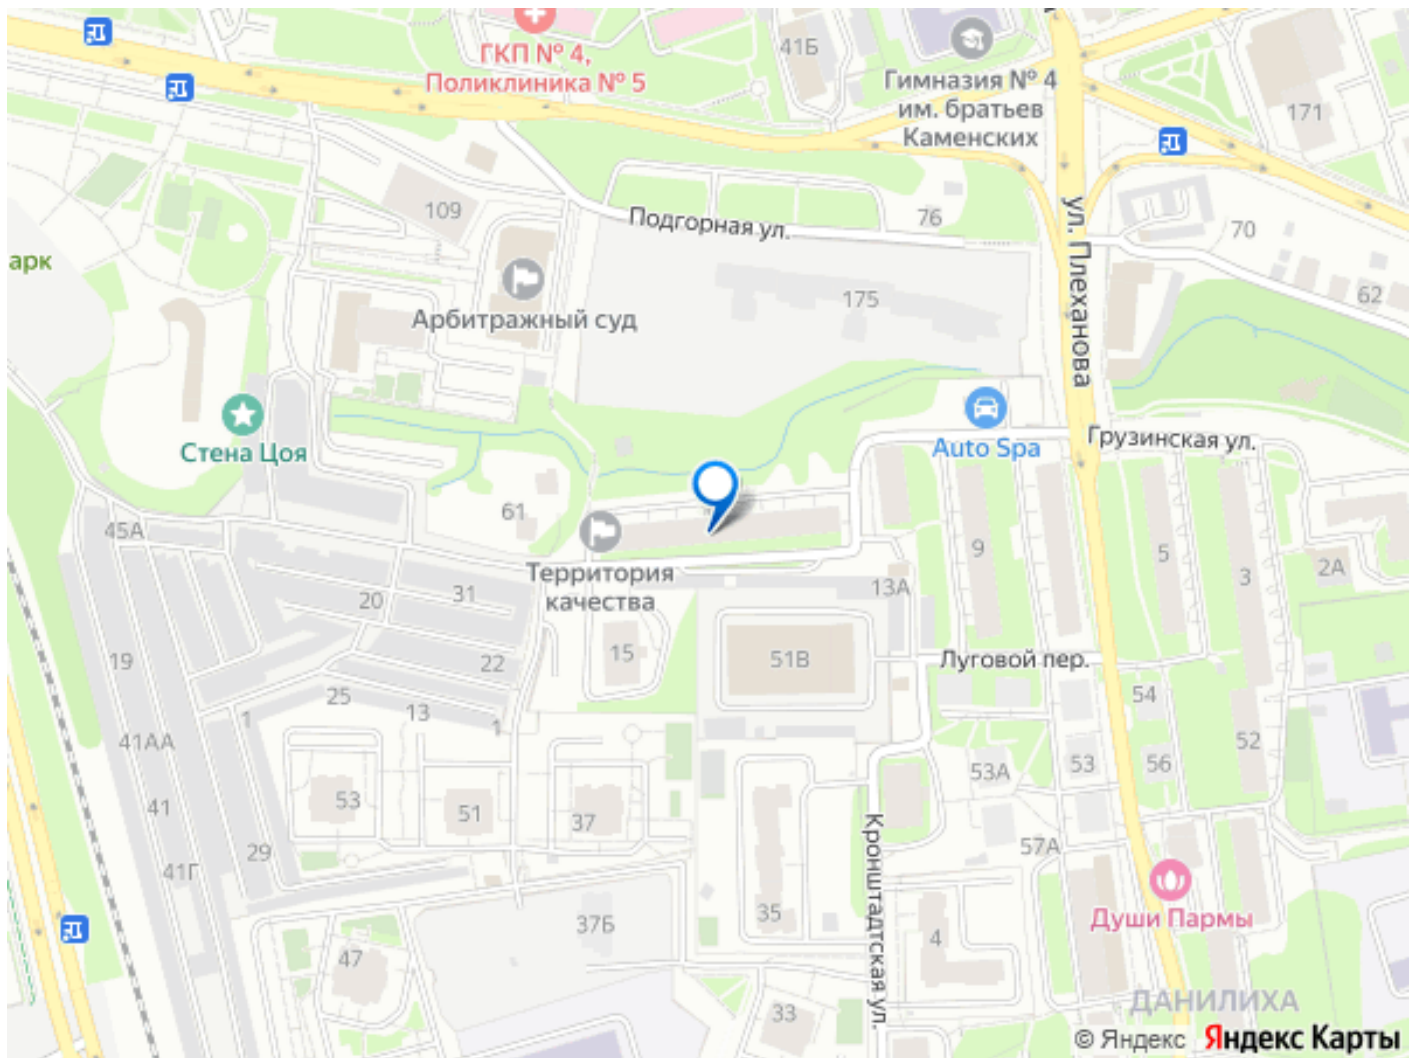 ГКП № 4,
Поликлиника № 5
41Б
Гимназия № 4
им. братьев
Каменских
171
109
Подгорная ул.
76
ул. Плеханова
70
арк
Арбитражный суд
175
62
Стена Цоя
Auto Spa
Грузинская ул.
61
45А
Территория
качества
9
5
3
2А
13А
20
31
19
22
15
51В
Луговой пер.
25
13
1
1
54
41АА
52
53
51
37
53А
53
56
41
29
41Г
Кронштадтская ул.
57А
Души Пармы
35
37Б
4
47
33
ДАНИЛИХА
© Яндекс Яндекс Карты